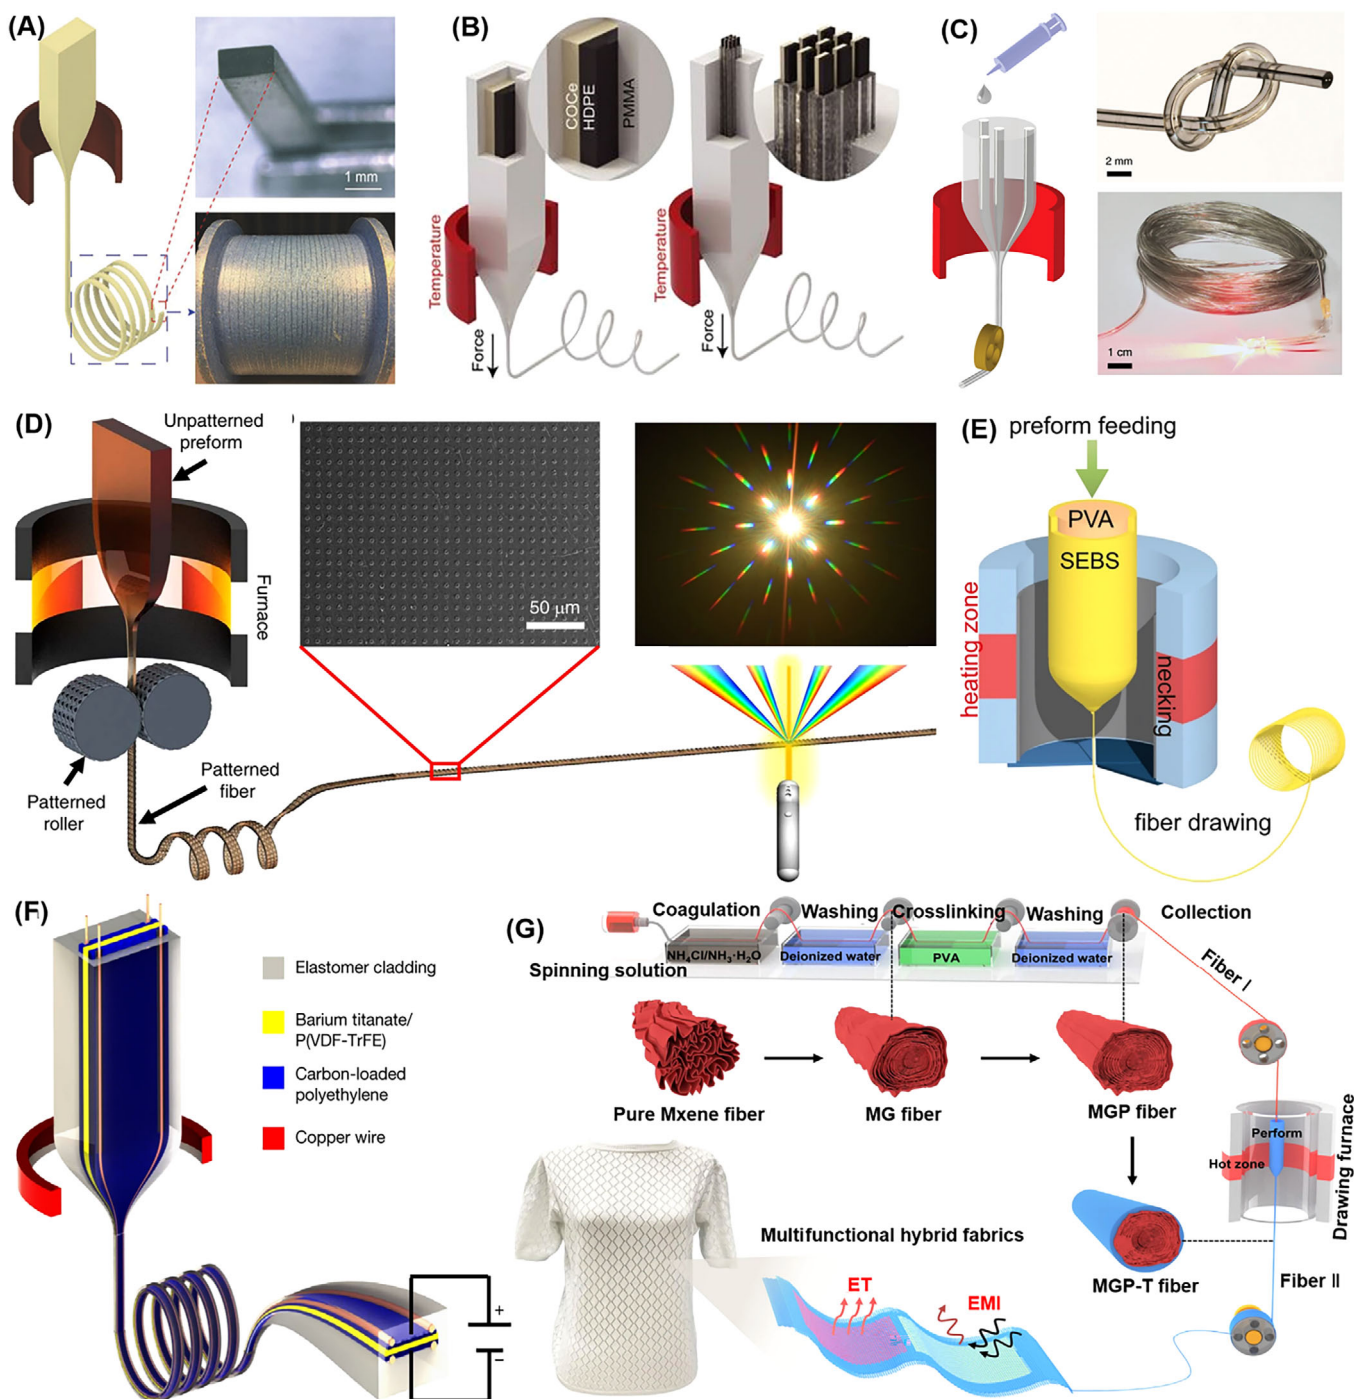 (A)
1 mm
(B)
COCe
HDPE
PMMA
Temperature
Force
Temperature
Force
(C)
2 mm
1 cm
(D)
Unpatterned
preform
Furnace
Patterned
fiber
Patterned
roller
50 μm
(E)
preform feeding
PVA
SEBS
heating zone
necking
fiber drawing
(F)
Elastomer cladding
Barium titanate/
P(VDF-TrFE)
Carbon-loaded
polyethylene
Copper wire
+
−
(G)
Coagulation
Washing
Crosslinking
Washing
Collection
NH₄Cl/NH₃·H₂O
Deionized water
PVA
Deionized water
Spinning solution
Fiber Ⅰ
Pure Mxene fiber
MG fiber
MGP fiber
Perform
Hot zone
Drawing furnace
MGP-T fiber
Fiber Ⅱ
Multifunctional hybrid fabrics
ET
EMI